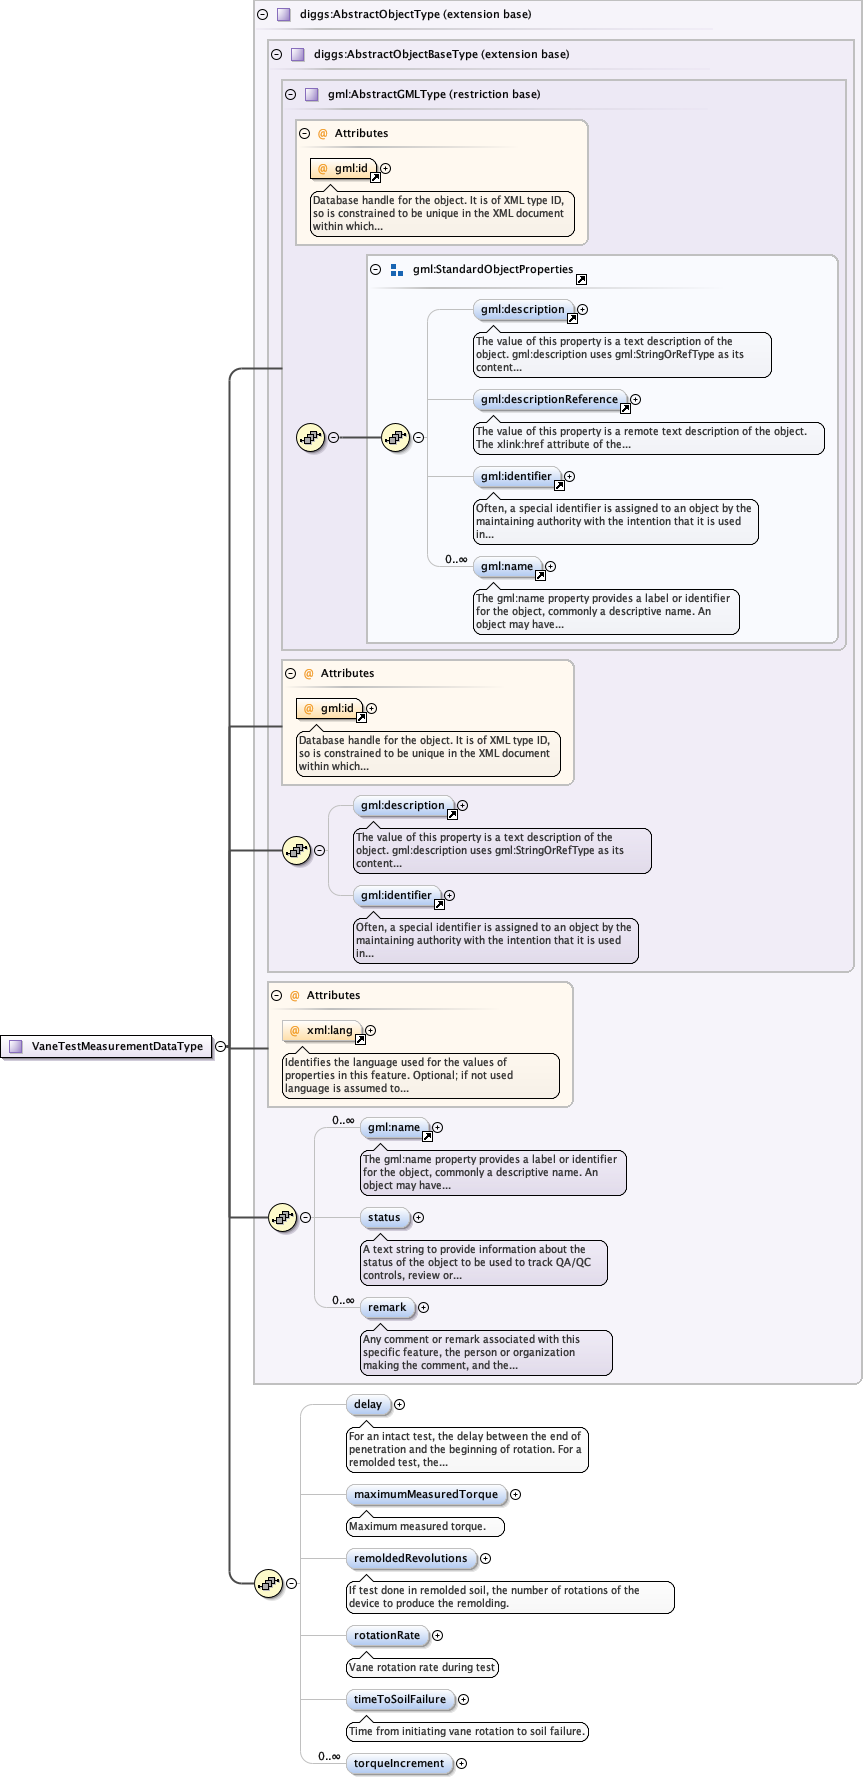 diggs:AbstractObjectType (extension base)
diggs:AbstractObjectBaseType (extension base)
gml:AbstractGMLType (restriction base)
@ Attributes
@ gml:id
Database handle for the object. It is of XML type ID,
so is constrained to be unique in the XML document
within which...
gml:StandardObjectProperties
gml:description
The value of this property is a text description of the
object. gml:description uses gml:StringOrRefType as its
content...
gml:descriptionReference
The value of this property is a remote text description of the object.
The xlink:href attribute of the...
gml:identifier
Often, a special identifier is assigned to an object by the
maintaining authority with the intention that it is used
in...
0..∞
gml:name
The gml:name property provides a label or identifier
for the object, commonly a descriptive name. An
object may have...
@ Attributes
@ gml:id
Database handle for the object. It is of XML type ID,
so is constrained to be unique in the XML document
within which...
gml:description
The value of this property is a text description of the
object. gml:description uses gml:StringOrRefType as its
content...
gml:identifier
Often, a special identifier is assigned to an object by the
maintaining authority with the intention that it is used
in...
@ Attributes
@ xml:lang
VaneTestMeasurementDataType
Identifies the language used for the values of
properties in this feature. Optional; if not used
language is assumed to...
0..∞
gml:name
The gml:name property provides a label or identifier
for the object, commonly a descriptive name. An
object may have...
status
A text string to provide information about the
status of the object to be used to track QA/QC
controls, review or...
0..∞
remark
Any comment or remark associated with this
specific feature, the person or organization
making the comment, and the...
delay
For an intact test, the delay between the end of
penetration and the beginning of rotation. For a
remolded test, the...
maximumMeasuredTorque
Maximum measured torque.
remoldedRevolutions
If test done in remolded soil, the number of rotations of the
device to produce the remolding.
rotationRate
Vane rotation rate during test
timeToSoilFailure
Time from initiating vane rotation to soil failure.
0..∞
torqueIncrement